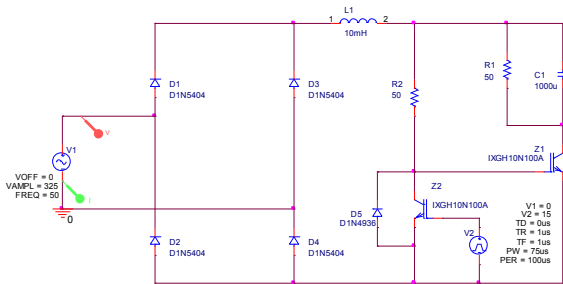 L1
1
2
10mH
D1
D1N5404
D3
D1N5404
R2
50
R1
50
C1
1000u
V
V1
VOFF = 0
VAMPL = 325
FREQ = 50
I
0
Z1
IXGH10N100A
Z2
IXGH10N100A
D5
D1N4936
V2
V1 = 0
V2 = 15
TD = 0us
TR = 1us
TF = 1us
PW = 75us
PER = 100us
D2
D1N5404
D4
D1N5404